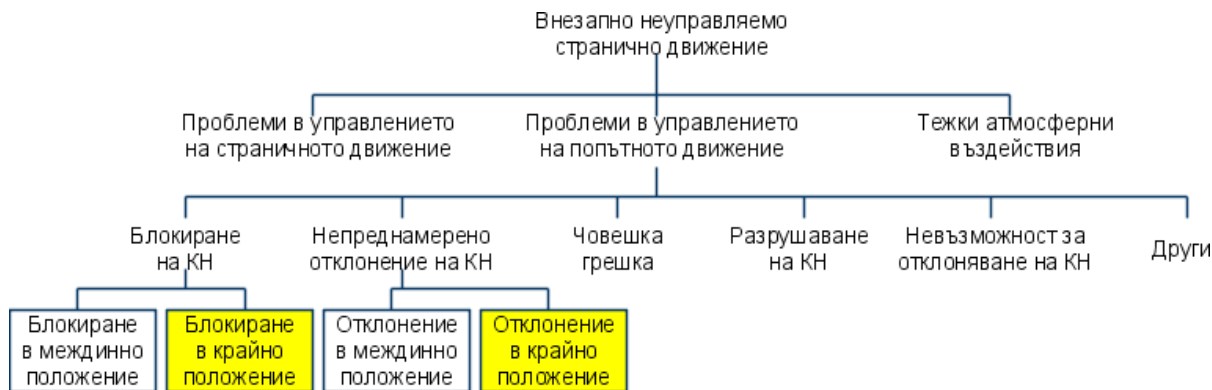 Внезапно неуправляемо
странично движение
Проблеми в управлението
на страничното движение
Проблеми в управлението
на попътното движение
Тежки атмосферни
въздействия
Блокиране
на КН
Непреднамерено
отклонение на КН
Човешка
грешка
Разрушаване
на КН
Невъзможност за
отклоняване на КН
Други
Блокиране
в междинно
положение
Блокиране
в крайно
положение
Отклонение
в междинно
положение
Отклонение
в крайно
положение